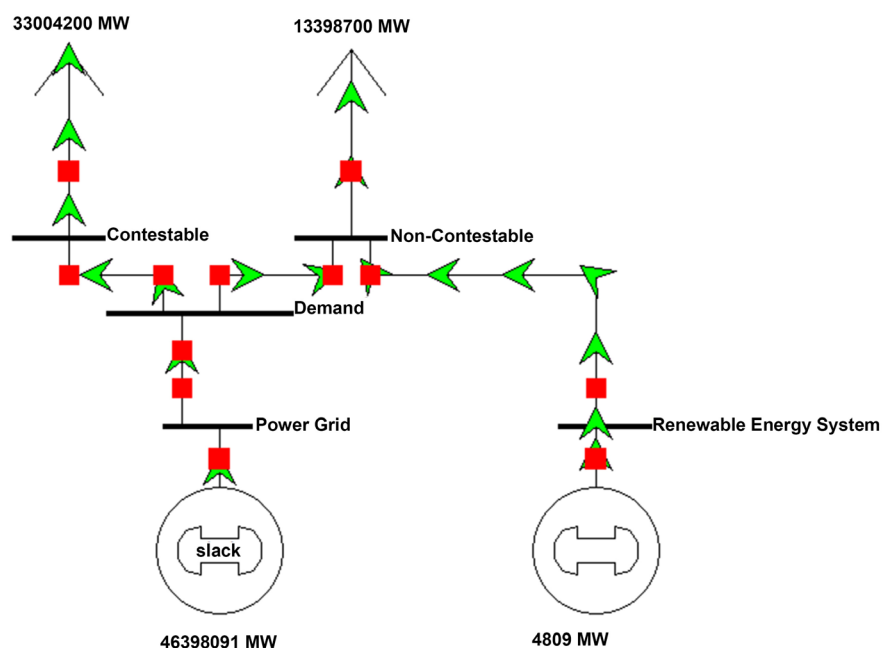 33004200 MW
13398700 MW
Contestable
Non-Contestable
Demand
Power Grid
Renewable Energy System
slack
46398091 MW
4809 MW